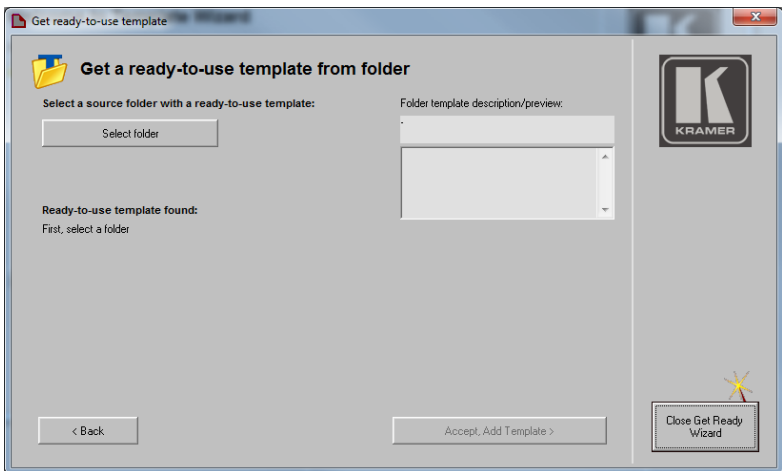 Get ready-to-use template
Get a ready-to-use template from folder
Select a source folder with a ready-to-use template:
Select folder
Folder template description/preview:
-
Ready-to-use template found:
First, select a folder
< Back
Accept, Add Template >
K
KRAMER
Close Get Ready
Wizard